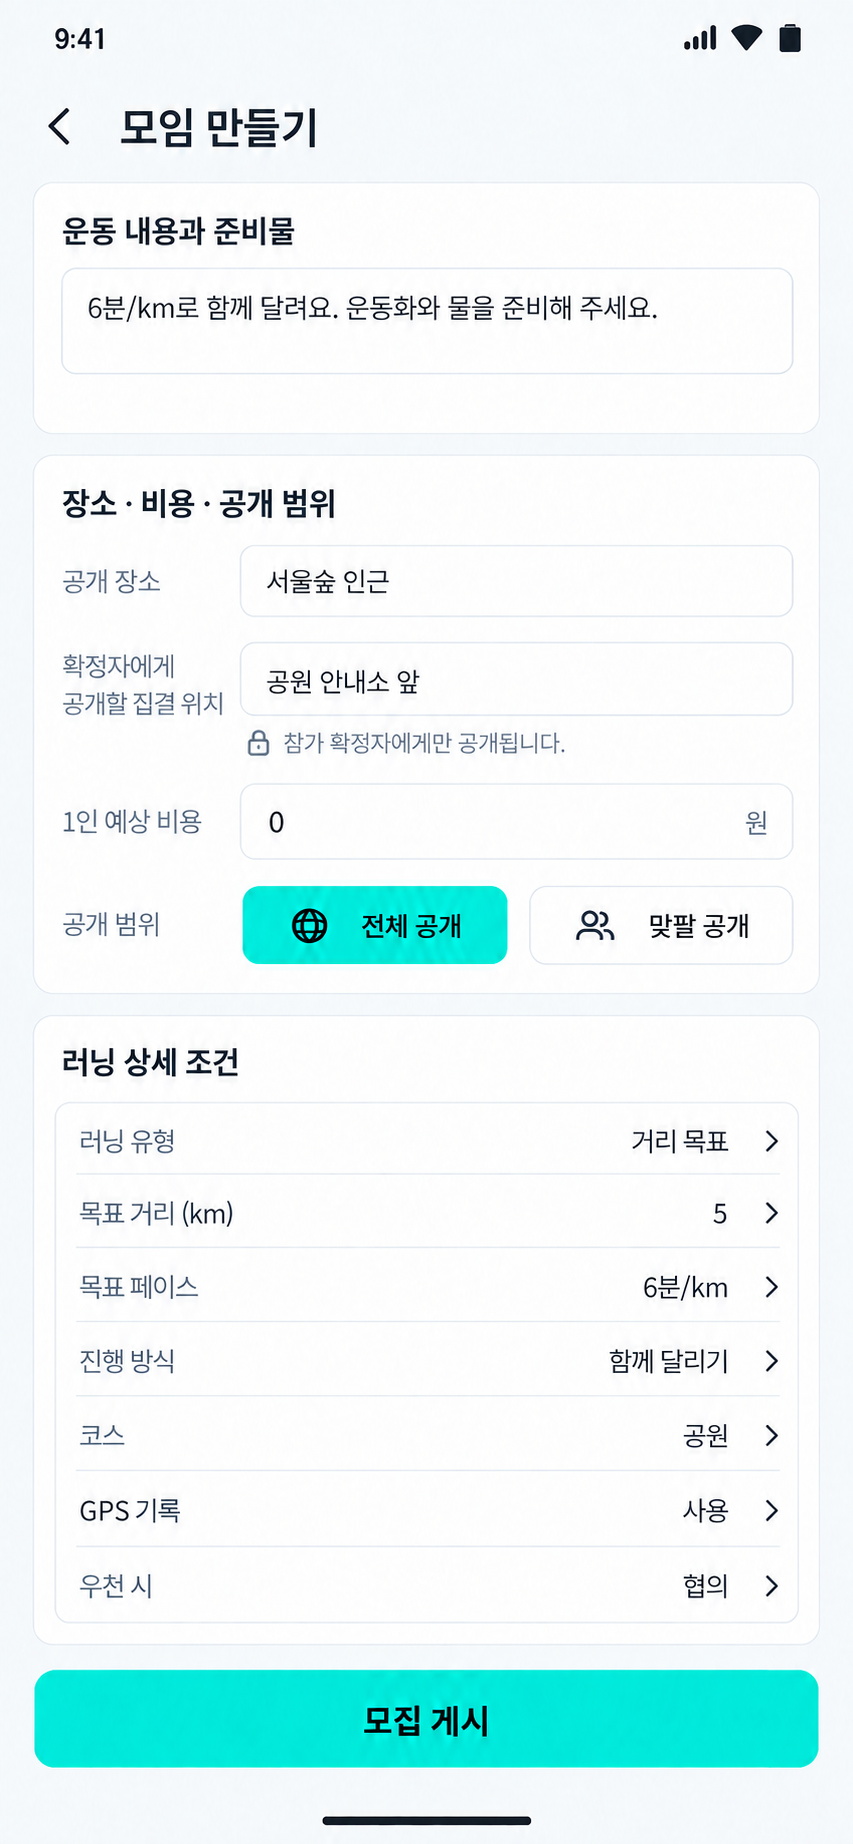 9:41
모임 만들기
운동 내용과 준비물
6분/km로 함께 달려요. 운동화와 물을 준비해 주세요.
장소 · 비용 · 공개 범위
공개 장소
서울숲 인근
확정자에게
공개할 집결 위치
공원 안내소 앞
참가 확정자에게만 공개됩니다.
1인 예상 비용
0 원
공개 범위
전체 공개
맞팔 공개
러닝 상세 조건
러닝 유형 거리 목표
목표 거리 (km) 5
목표 페이스 6분/km
진행 방식 함께 달리기
코스 공원
GPS 기록 사용
우천 시 협의
모집 게시